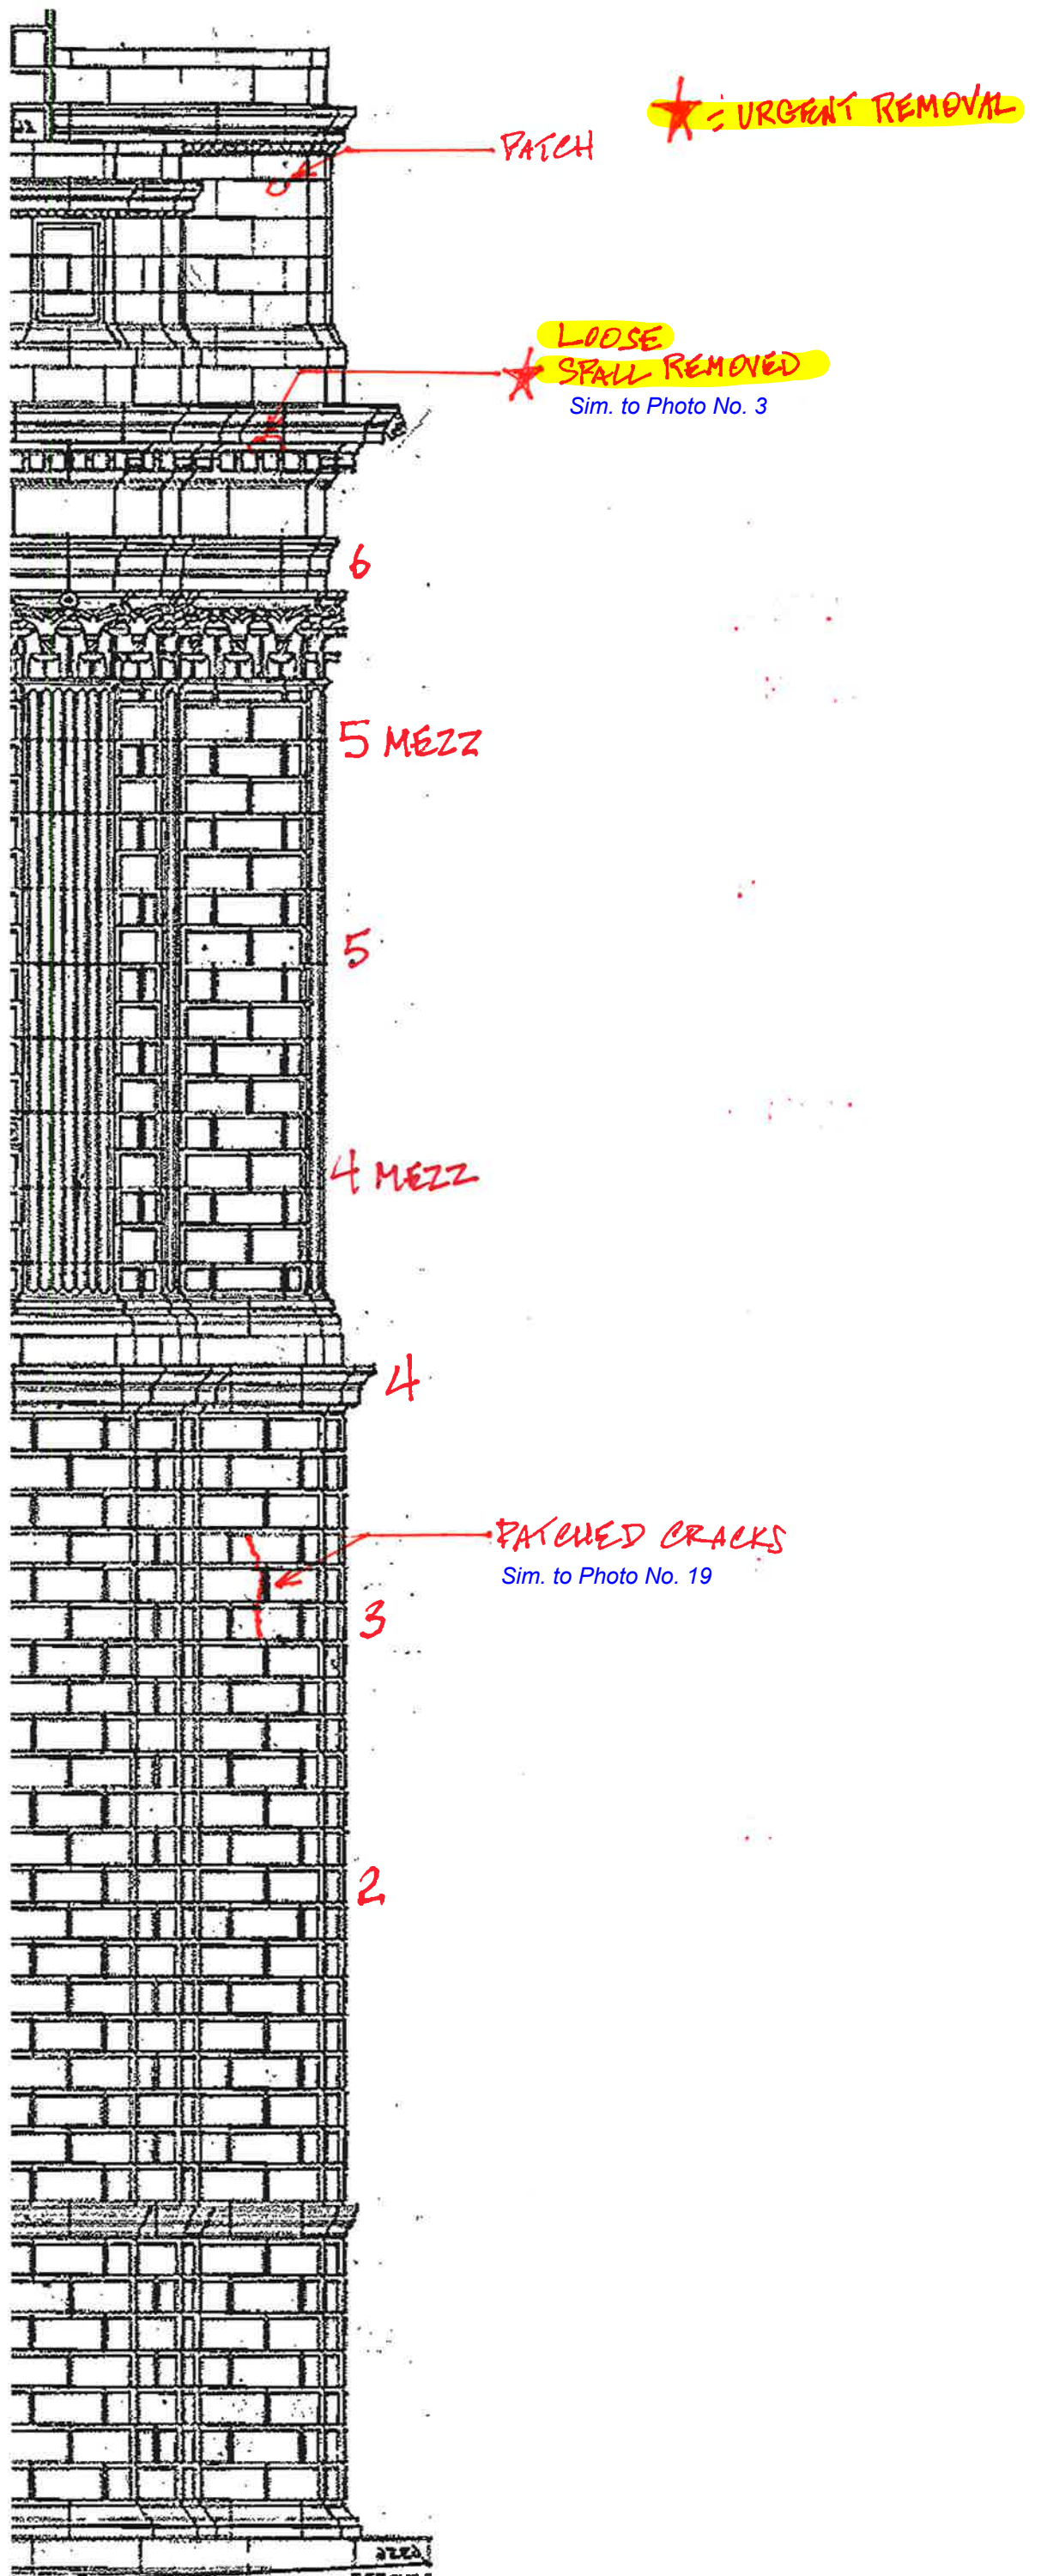 ★ = URGENT REMOVAL
PATCH
LOOSE
★ SPALL REMOVED
Sim. to Photo No. 3
6
5 MEZZ
5
4 MEZZ
4
PATCHED CRACKS
Sim. to Photo No. 19
3
2